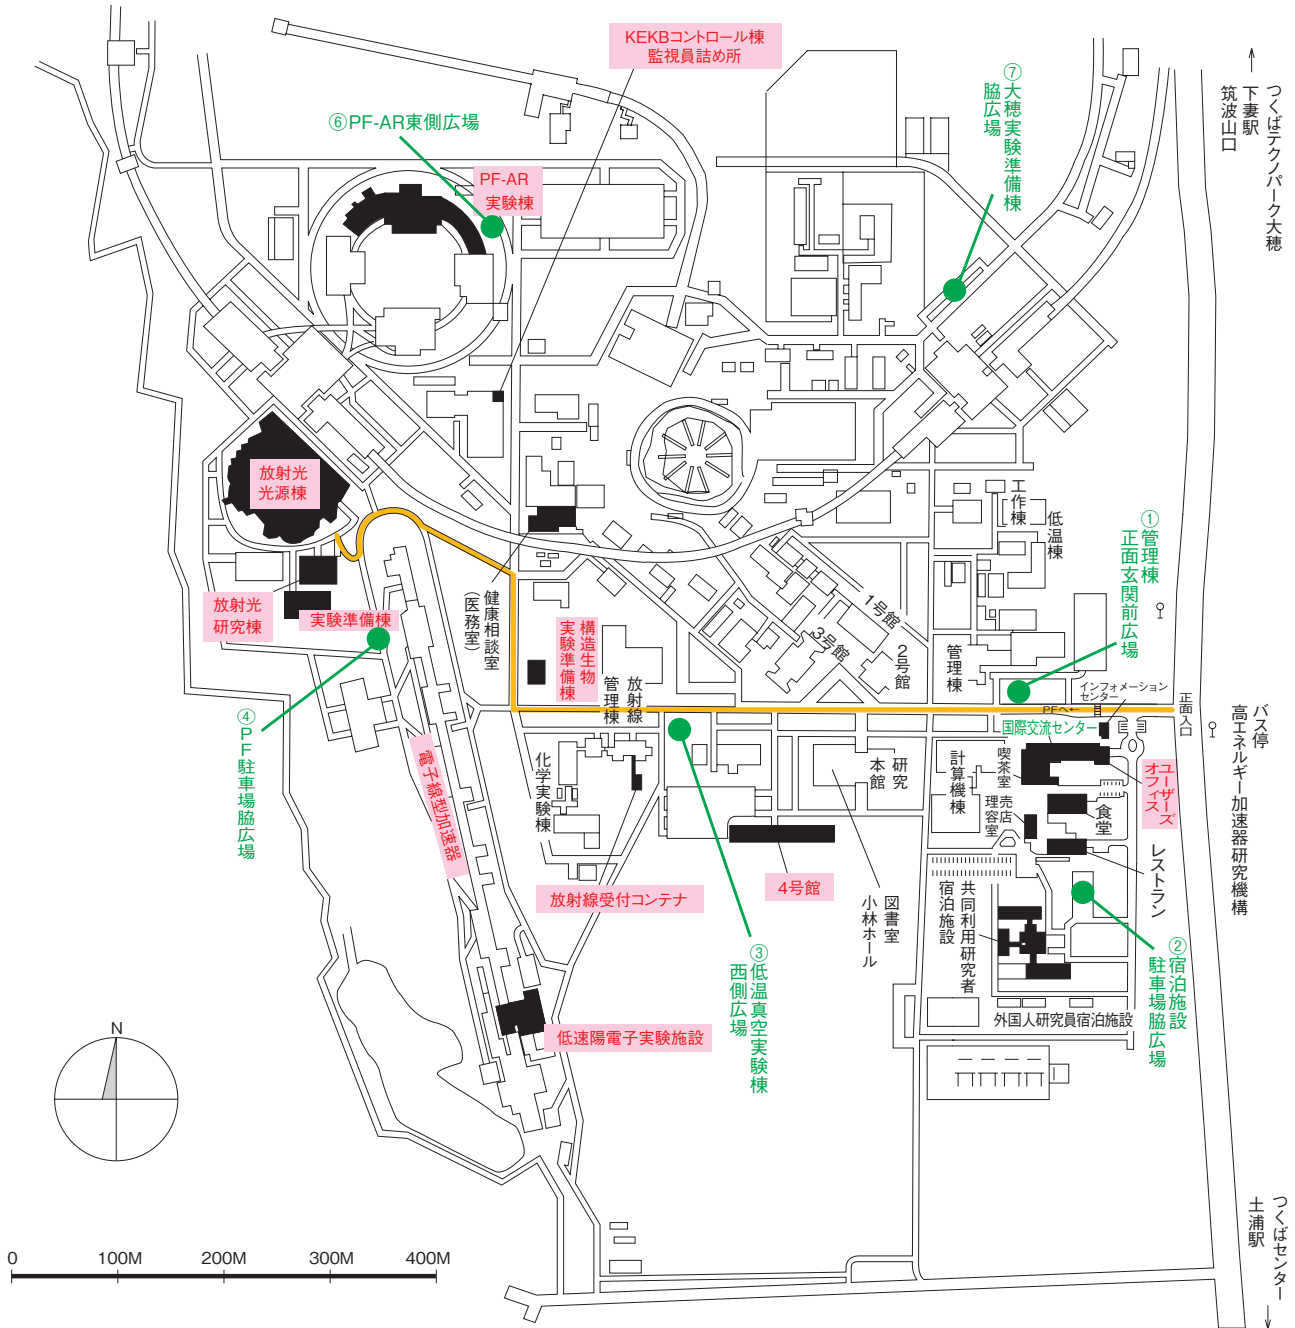 KEKBコントロール棟
監視員詰め所
⑦大穂実験準備棟
脇広場
つくばテクノパーク大穂
下妻駅
筑波山口
⑥PF-AR東側広場
PF-AR
実験棟
放射光
光源棟
工作棟
低温棟
①管理棟
正面玄関前広場
放射光
研究棟
実験準備棟
健康相談室
(医務室)
構造生物
実験準備棟
放射線
管理棟
1号館
3号館
2号館
管理棟
インフォメーション
センター
PFへ←
正面入口
バス停
高エネルギー加速器研究機構
国際交流センター
④PF駐車場脇広場
電子線型加速器
化学実験棟
研究
本館
計算機棟
喫茶室
売店
理容室
食堂
ユーザーズ
オフィス
レストラン
4号館
放射線受付コンテナ
図書室
小林ホール
共同利用研究者
宿泊施設
③低温真空実験棟
西側広場
②宿泊施設
駐車場脇広場
外国人研究員宿泊施設
低速陽電子実験施設
N
つくばセンター
土浦駅
0 100M 200M 300M 400M